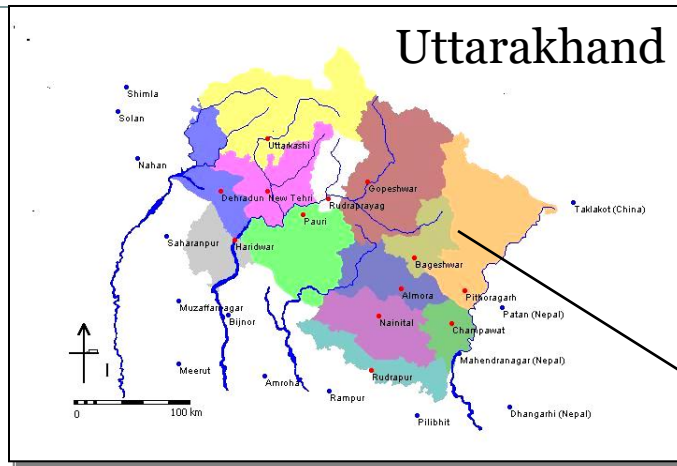 Uttarakhand
Shimla
Solan
Uttarkashi
Nahan
Gopeshwar
Dehradun
New Tehri
Rudraprayag
Taklakot (China)
Pauri
Saharanpur
Haridwar
Bageshwar
Almora
Pithoragarh
Muzaffarnagar
Bijnor
Patan (Nepal)
Nainital
Champawat
Mahendranagar (Nepal)
Meerut
Amroha
Rudrapur
Rampur
Dhangarhi (Nepal)
Pilibhit
0 100 km